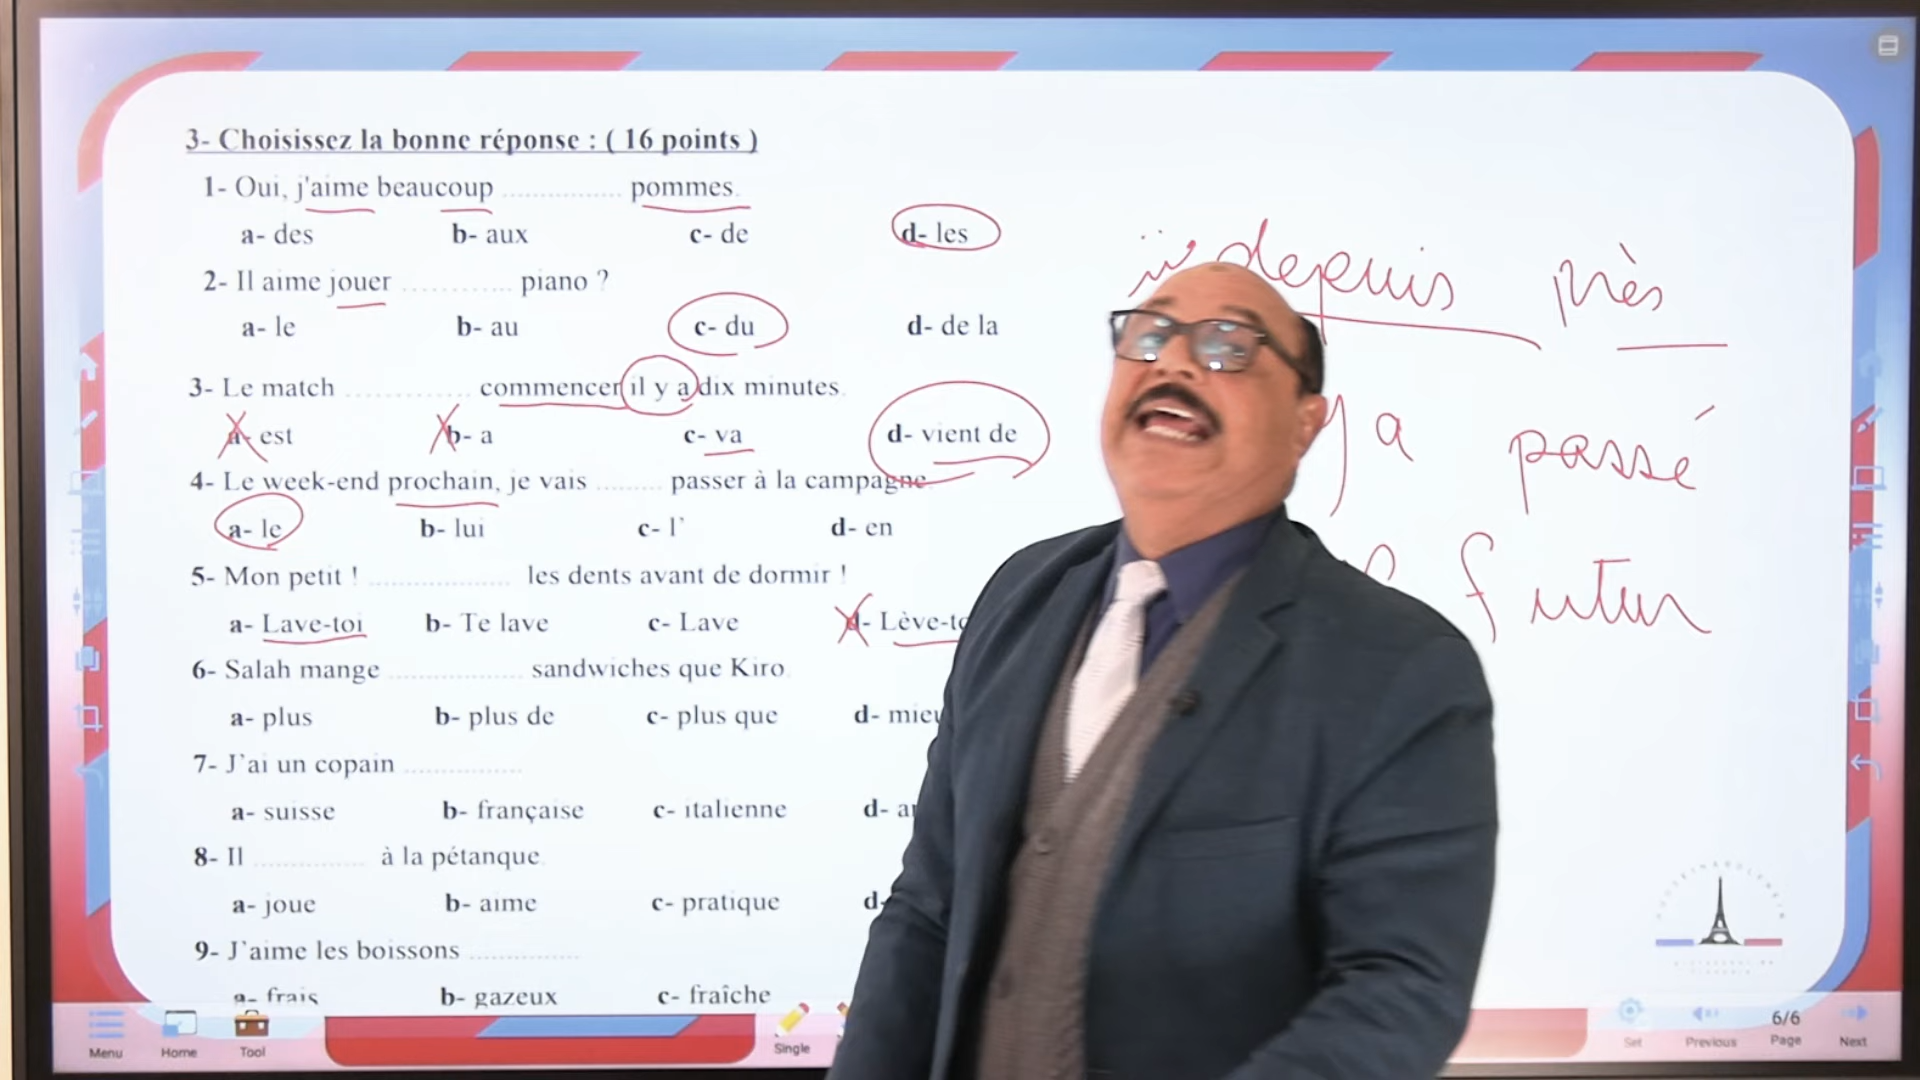 3- Choisissez la bonne réponse : ( 16 points )
1- Oui, j'aime beaucoup ............... pommes.
a- des b- aux c- de d- les
2- Il aime jouer .............. piano ?
a- le b- au c- du d- de la
3- Le match ................ commencer il y a dix minutes.
a- est b- a c- va d- vient de
4- Le week-end prochain, je vais ......... passer à la campagne.
a- le b- lui c- l' d- en
5- Mon petit ! .................. les dents avant de dormir !
a- Lave-toi b- Te lave c- Lave d- Lève-to
6- Salah mange ................. sandwiches que Kiro.
a- plus b- plus de c- plus que d- mieu
7- J'ai un copain ...............
a- suisse b- française c- italienne d- a
8- Il .............. à la pétanque.
a- joue b- aime c- pratique d-
9- J'aime les boissons ..............
a- frais b- gazeux c- fraîche
depuis près
y a passé
futur
Menu Home Tool Single Set Previous 6/6 Page Next